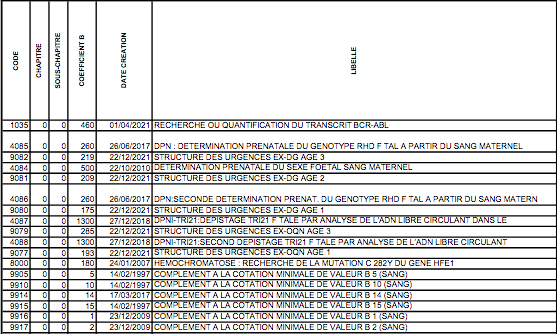 CODE CHAPITRE SOUS-CHAPITRE COEFFICIENT B DATE CREATION LIBELLE
1035 0 0 460 01/04/2021 RECHERCHE OU QUANTIFICATION DU TRANSCRIT BCR-ABL
4085 0 0 260 26/06/2017 DPN : DETERMINATION PRENATALE DU GENOTYPE RHD F TAL A PARTIR DU SANG MATERNEL
9082 0 0 219 22/12/2021 STRUCTURE DES URGENCES EX-DG AGE 3
4084 0 0 500 22/10/2010 DETERMINATION PRENATALE DU SEXE FOETAL SANG MATERNEL
9081 0 0 209 22/12/2021 STRUCTURE DES URGENCES EX-DG AGE 2
4086 0 0 260 26/06/2017 DPN:SECONDE DETERMINATION PRENAT. DU GENOTYPE RHD F TAL A PARTIR DU SANG MATERN
9080 0 0 175 22/12/2021 STRUCTURE DES URGENCES EX-DG AGE 1
4087 0 0 1300 27/12/2018 DPNI-TRI21:DEPISTAGE TRI21 F TALE PAR ANALYSE DE L'ADN LIBRE CIRCULANT DANS LE
9079 0 0 285 22/12/2021 STRUCTURE DES URGENCES EX-OQN AGE 3
4088 0 0 1300 27/12/2018 DPNI-TRI21:SECOND DEPISTAGE TRI21 F TALE PAR ANALYSE DE L'ADN LIBRE CIRCULANT
9077 0 0 193 22/12/2021 STRUCTURE DES URGENCES EX-OQN AGE 1
8000 0 0 180 24/01/2007 HEMOCHROMATOSE : RECHERCHE DE LA MUTATION C 282Y DU GENE HFE1
9905 0 0 5 14/02/1997 COMPLEMENT A LA COTATION MINIMALE DE VALEUR B 5 (SANG)
9910 0 0 10 14/02/1997 COMPLEMENT A LA COTATION MINIMALE DE VALEUR B 10 (SANG)
9914 0 0 14 17/03/2017 COMPLEMENT A LA COTATION MINIMALE DE VALEUR B 14 (SANG)
9915 0 0 15 14/02/1997 COMPLEMENT A LA COTATION MINIMALE DE VALEUR B 15 (SANG)
9916 0 0 1 23/12/2009 COMPLEMENT A LA COTATION MINIMALE DE VALEUR B 1 (SANG)
9917 0 0 2 23/12/2009 COMPLEMENT A LA COTATION MINIMALE DE VALEUR B 2 (SANG)